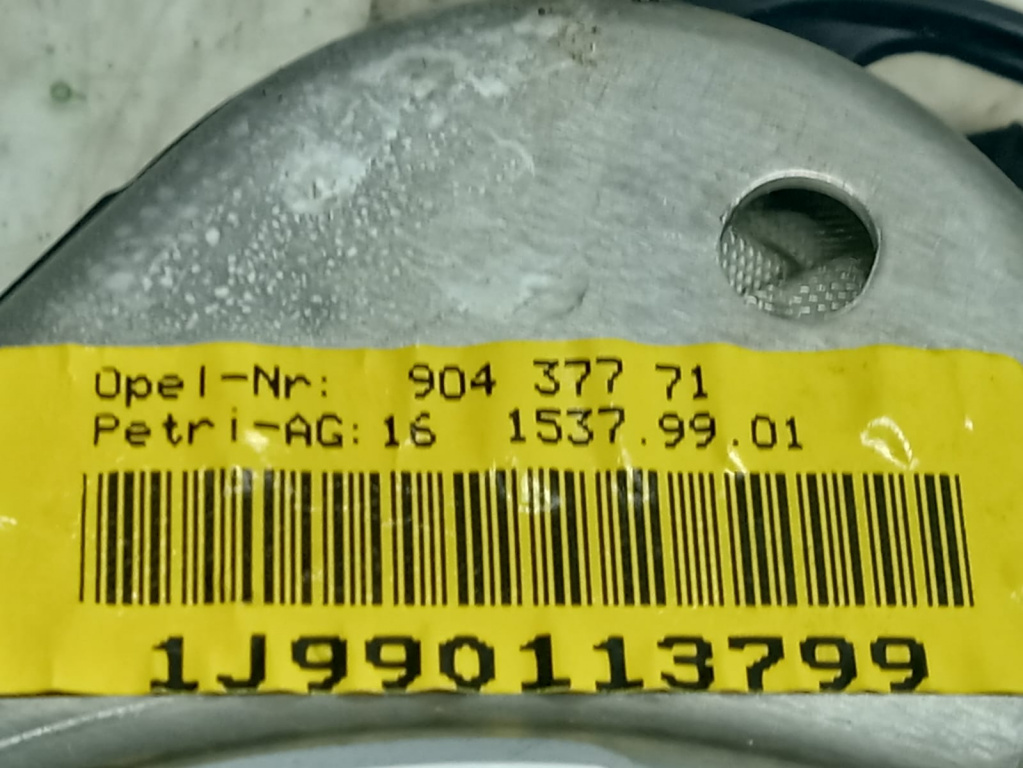 Opel-Nr: 904 377 71
Petri-AG: 16 1537.99.01
1J990113799